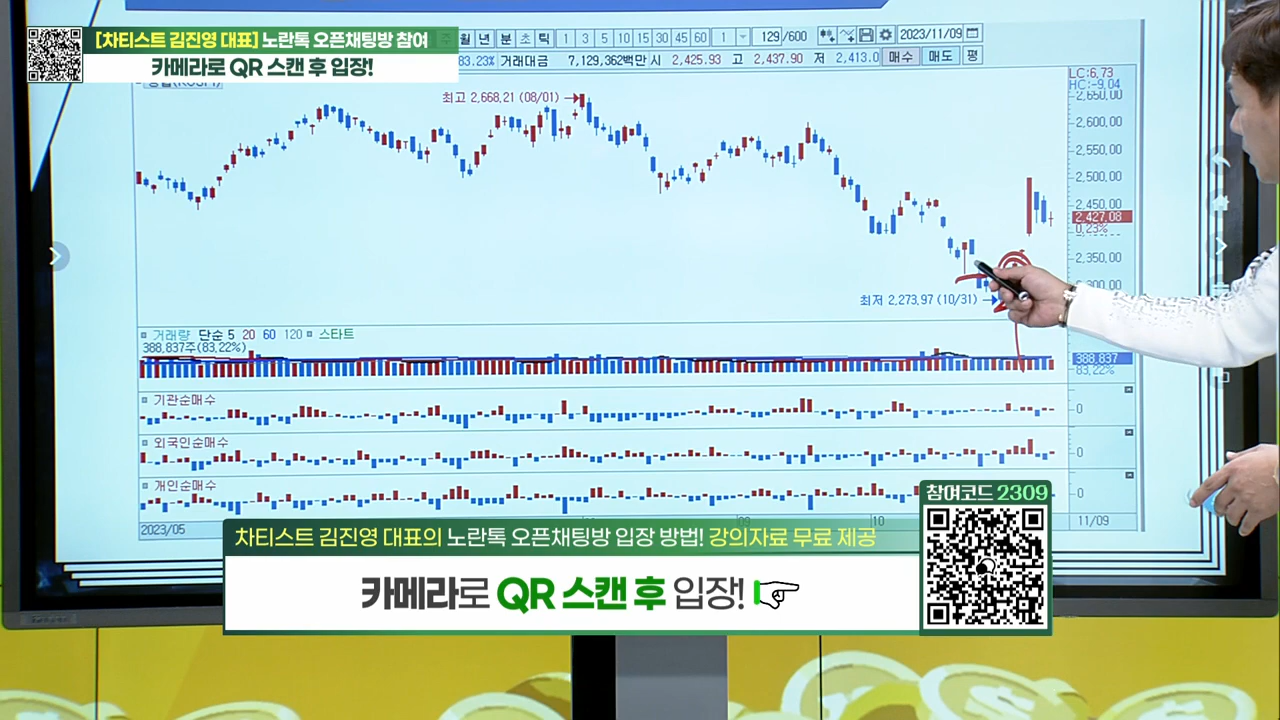 [차티스트 김진영 대표] 노란톡 오픈채팅방 참여
카메라로 QR 스캔 후 입장!
월 년 분 초 틱 1 3 5 10 15 30 45 60 1 129/600 2023/11/09
83.23% 거래대금 7,129,362백만 시 2,425.93 고 2,437.90 저 2,413.0 매수 매도 평
LC:6.73
HC:-9.04
최고 2,668.21 (08/01)
2,650.00
2,600.00
2,550.00
2,500.00
2,450.00
2,427.08
0.23%
2,350.00
2,300.00
최저 2,273.97 (10/31)
거래량 단순 5 20 60 120 스타트
388,837주(83.22%)
388,837
83.22%
기관순매수
0
외국인순매수
0
개인순매수
0
2023/05 09 10 11/09
참여코드 2309
차티스트 김진영 대표의 노란톡 오픈채팅방 입장 방법! 강의자료 무료 제공
카메라로 QR 스캔 후 입장!